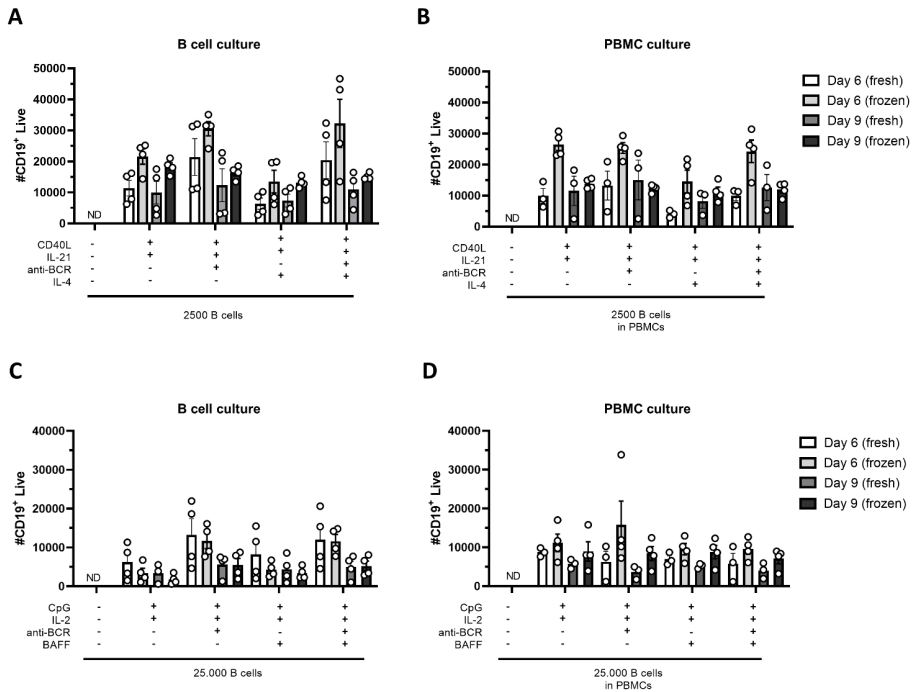 A
B cell culture
#CD19+ Live
50000
40000
30000
20000
10000
0
ND
CD40L - + + + +
IL-21 - + + + +
anti-BCR - - + - +
IL-4 - - - + +
2500 B cells
B
PBMC culture
#CD19+ Live
50000
40000
30000
20000
10000
0
ND
CD40L - + + + +
IL-21 - + + + +
anti-BCR - - + - +
IL-4 - - - + +
2500 B cells
in PBMCs
Day 6 (fresh)
Day 6 (frozen)
Day 9 (fresh)
Day 9 (frozen)
C
B cell culture
#CD19+ Live
40000
30000
20000
10000
0
ND
CpG - + + + +
IL-2 - + + + +
anti-BCR - - + - +
BAFF - - - + +
25.000 B cells
D
PBMC culture
#CD19+ Live
40000
30000
20000
10000
0
ND
CpG - + + + +
IL-2 - + + + +
anti-BCR - - + - +
BAFF - - - + +
25.000 B cells
in PBMCs
Day 6 (fresh)
Day 6 (frozen)
Day 9 (fresh)
Day 9 (frozen)